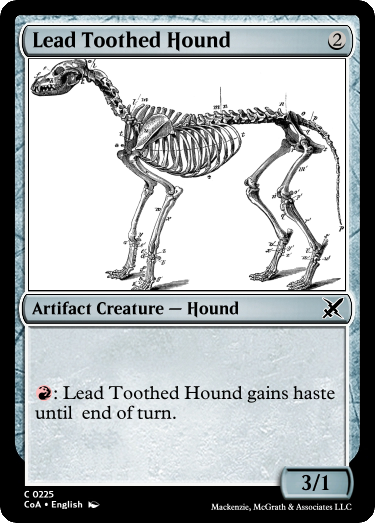 Lead Toothed Hound 2
Artifact Creature — Hound
: Lead Toothed Hound gains haste
until end of turn.
3/1
C 0225
CoA • English
Mackenzie, McGrath & Associates LLC